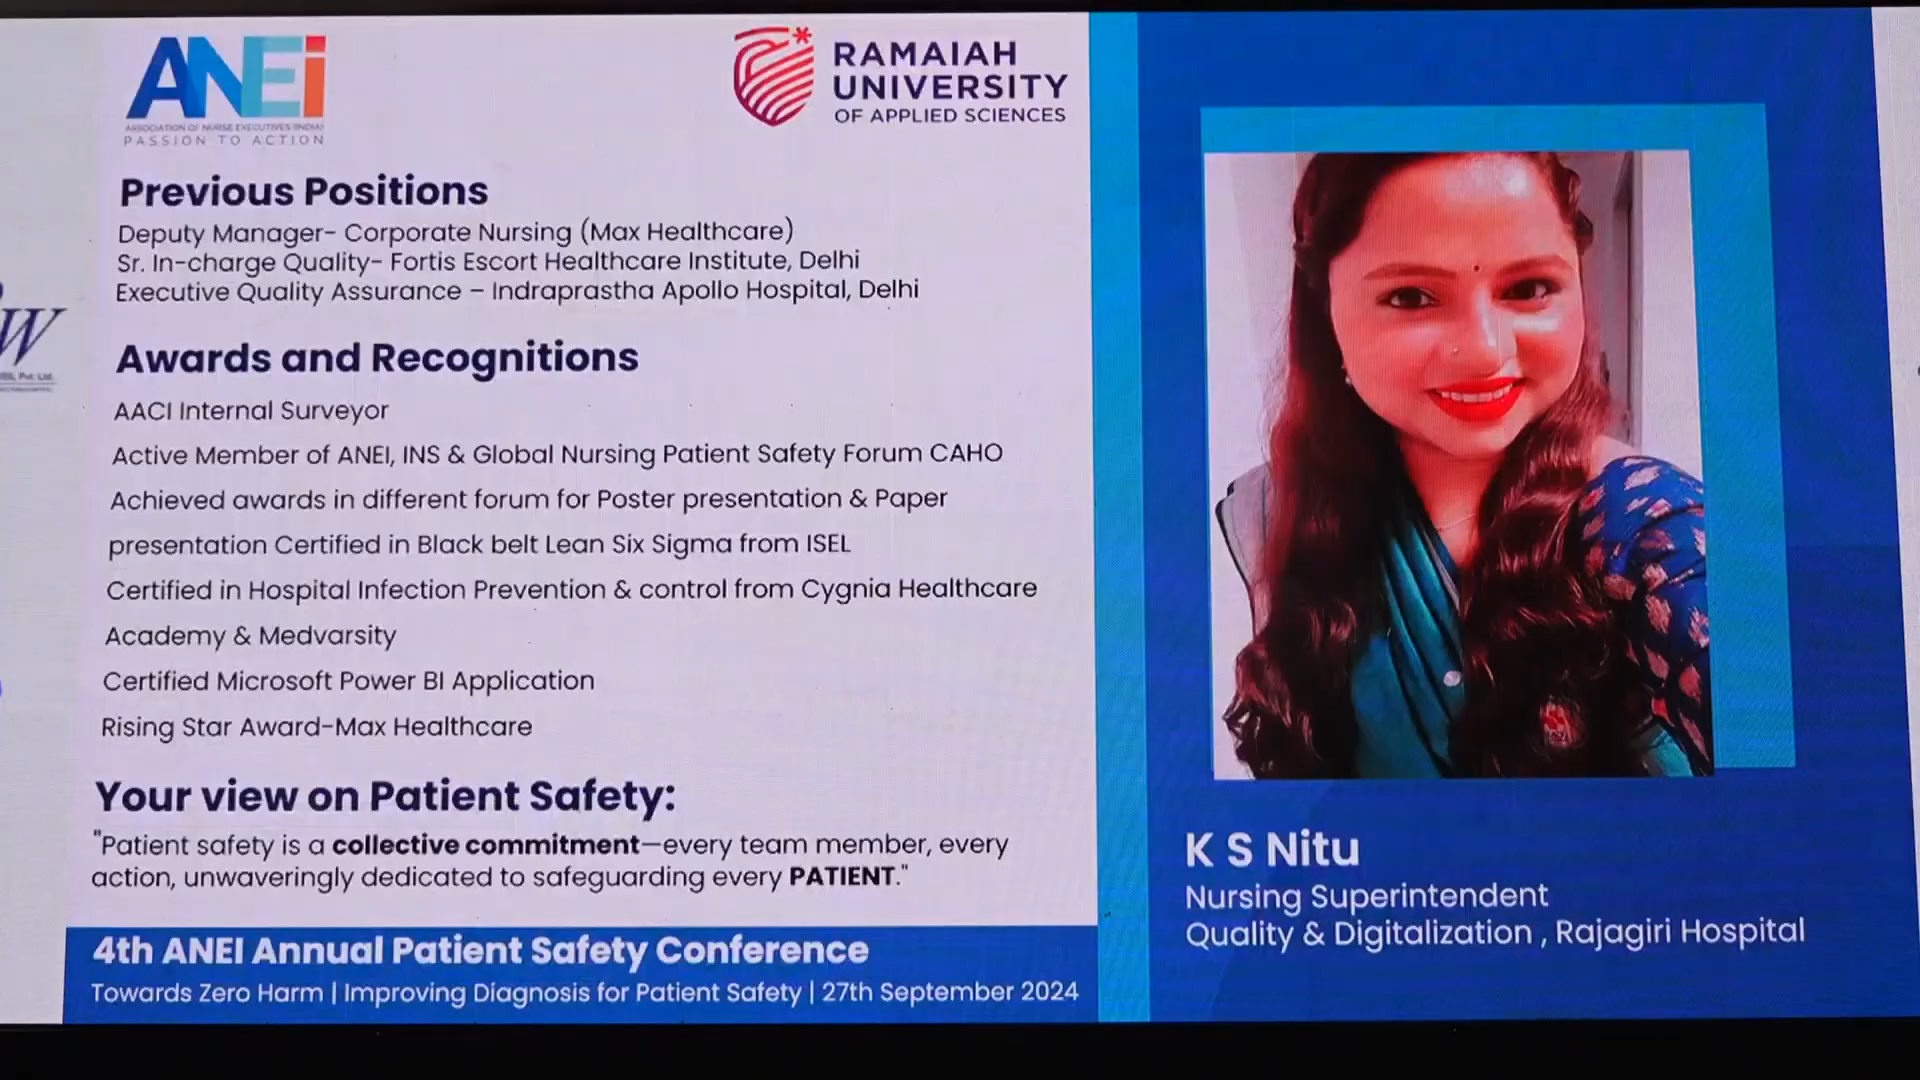 ANEi
ASSOCIATION OF NURSE EXECUTIVES (INDIA)
PASSION TO ACTION
RAMAIAH
UNIVERSITY
OF APPLIED SCIENCES
Previous Positions
Deputy Manager- Corporate Nursing (Max Healthcare)
Sr. In-charge Quality- Fortis Escort Healthcare Institute, Delhi
Executive Quality Assurance – Indraprastha Apollo Hospital, Delhi
W
Pvt. Ltd.
Awards and Recognitions
AACI Internal Surveyor
Active Member of ANEI, INS & Global Nursing Patient Safety Forum CAHO
Achieved awards in different forum for Poster presentation & Paper
presentation Certified in Black belt Lean Six Sigma from ISEL
Certified in Hospital Infection Prevention & control from Cygnia Healthcare
Academy & Medvarsity
Certified Microsoft Power BI Application
Rising Star Award-Max Healthcare
Your view on Patient Safety:
"Patient safety is a collective commitment—every team member, every
action, unwaveringly dedicated to safeguarding every PATIENT."
4th ANEI Annual Patient Safety Conference
Towards Zero Harm | Improving Diagnosis for Patient Safety | 27th September 2024
K S Nitu
Nursing Superintendent
Quality & Digitalization , Rajagiri Hospital